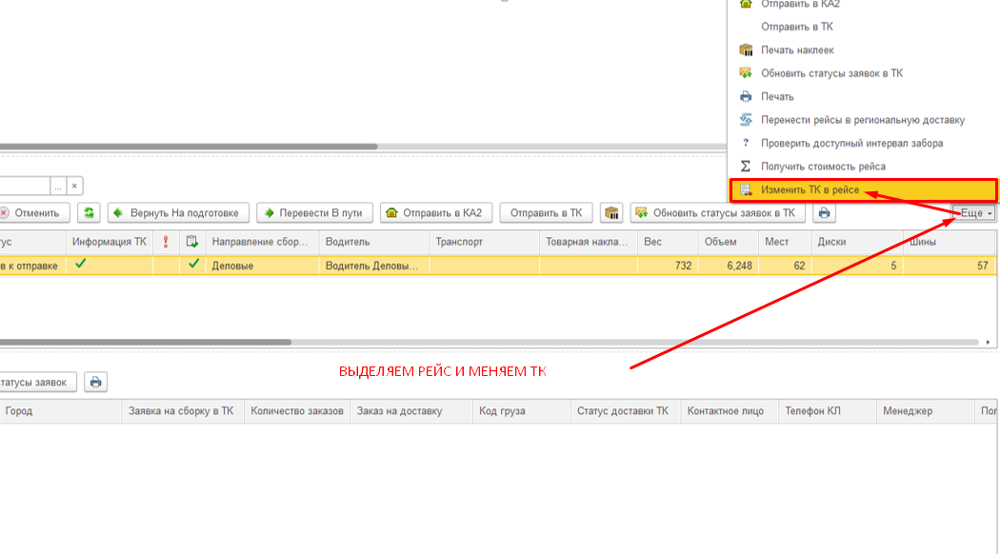 Отправить в КА2
Отправить в ТК
Печать наклеек
Обновить статусы заявок в ТК
Печать
Перенести рейсы в региональную доставку
? Проверить доступный интервал забора
Σ Получить стоимость рейса
Изменить ТК в рейсе
... ×
Отменить Вернуть На подготовке Перевести В пути Отправить в КА2 Отправить в ТК Обновить статусы заявок в ТК Еще
тус Информация ТК Направление сбор... Водитель Транспорт Товарная накла... Вес Объем Мест Диски Шины
в к отправке Деловые Водитель Деловы... 732 6,248 62 5 57
ВЫДЕЛЯЕМ РЕЙС И МЕНЯЕМ ТК
статусы заявок
Город Заявка на сборку в ТК Количество заказов Заказ на доставку Код груза Статус доставки ТК Контактное лицо Телефон КЛ Менеджер Пол